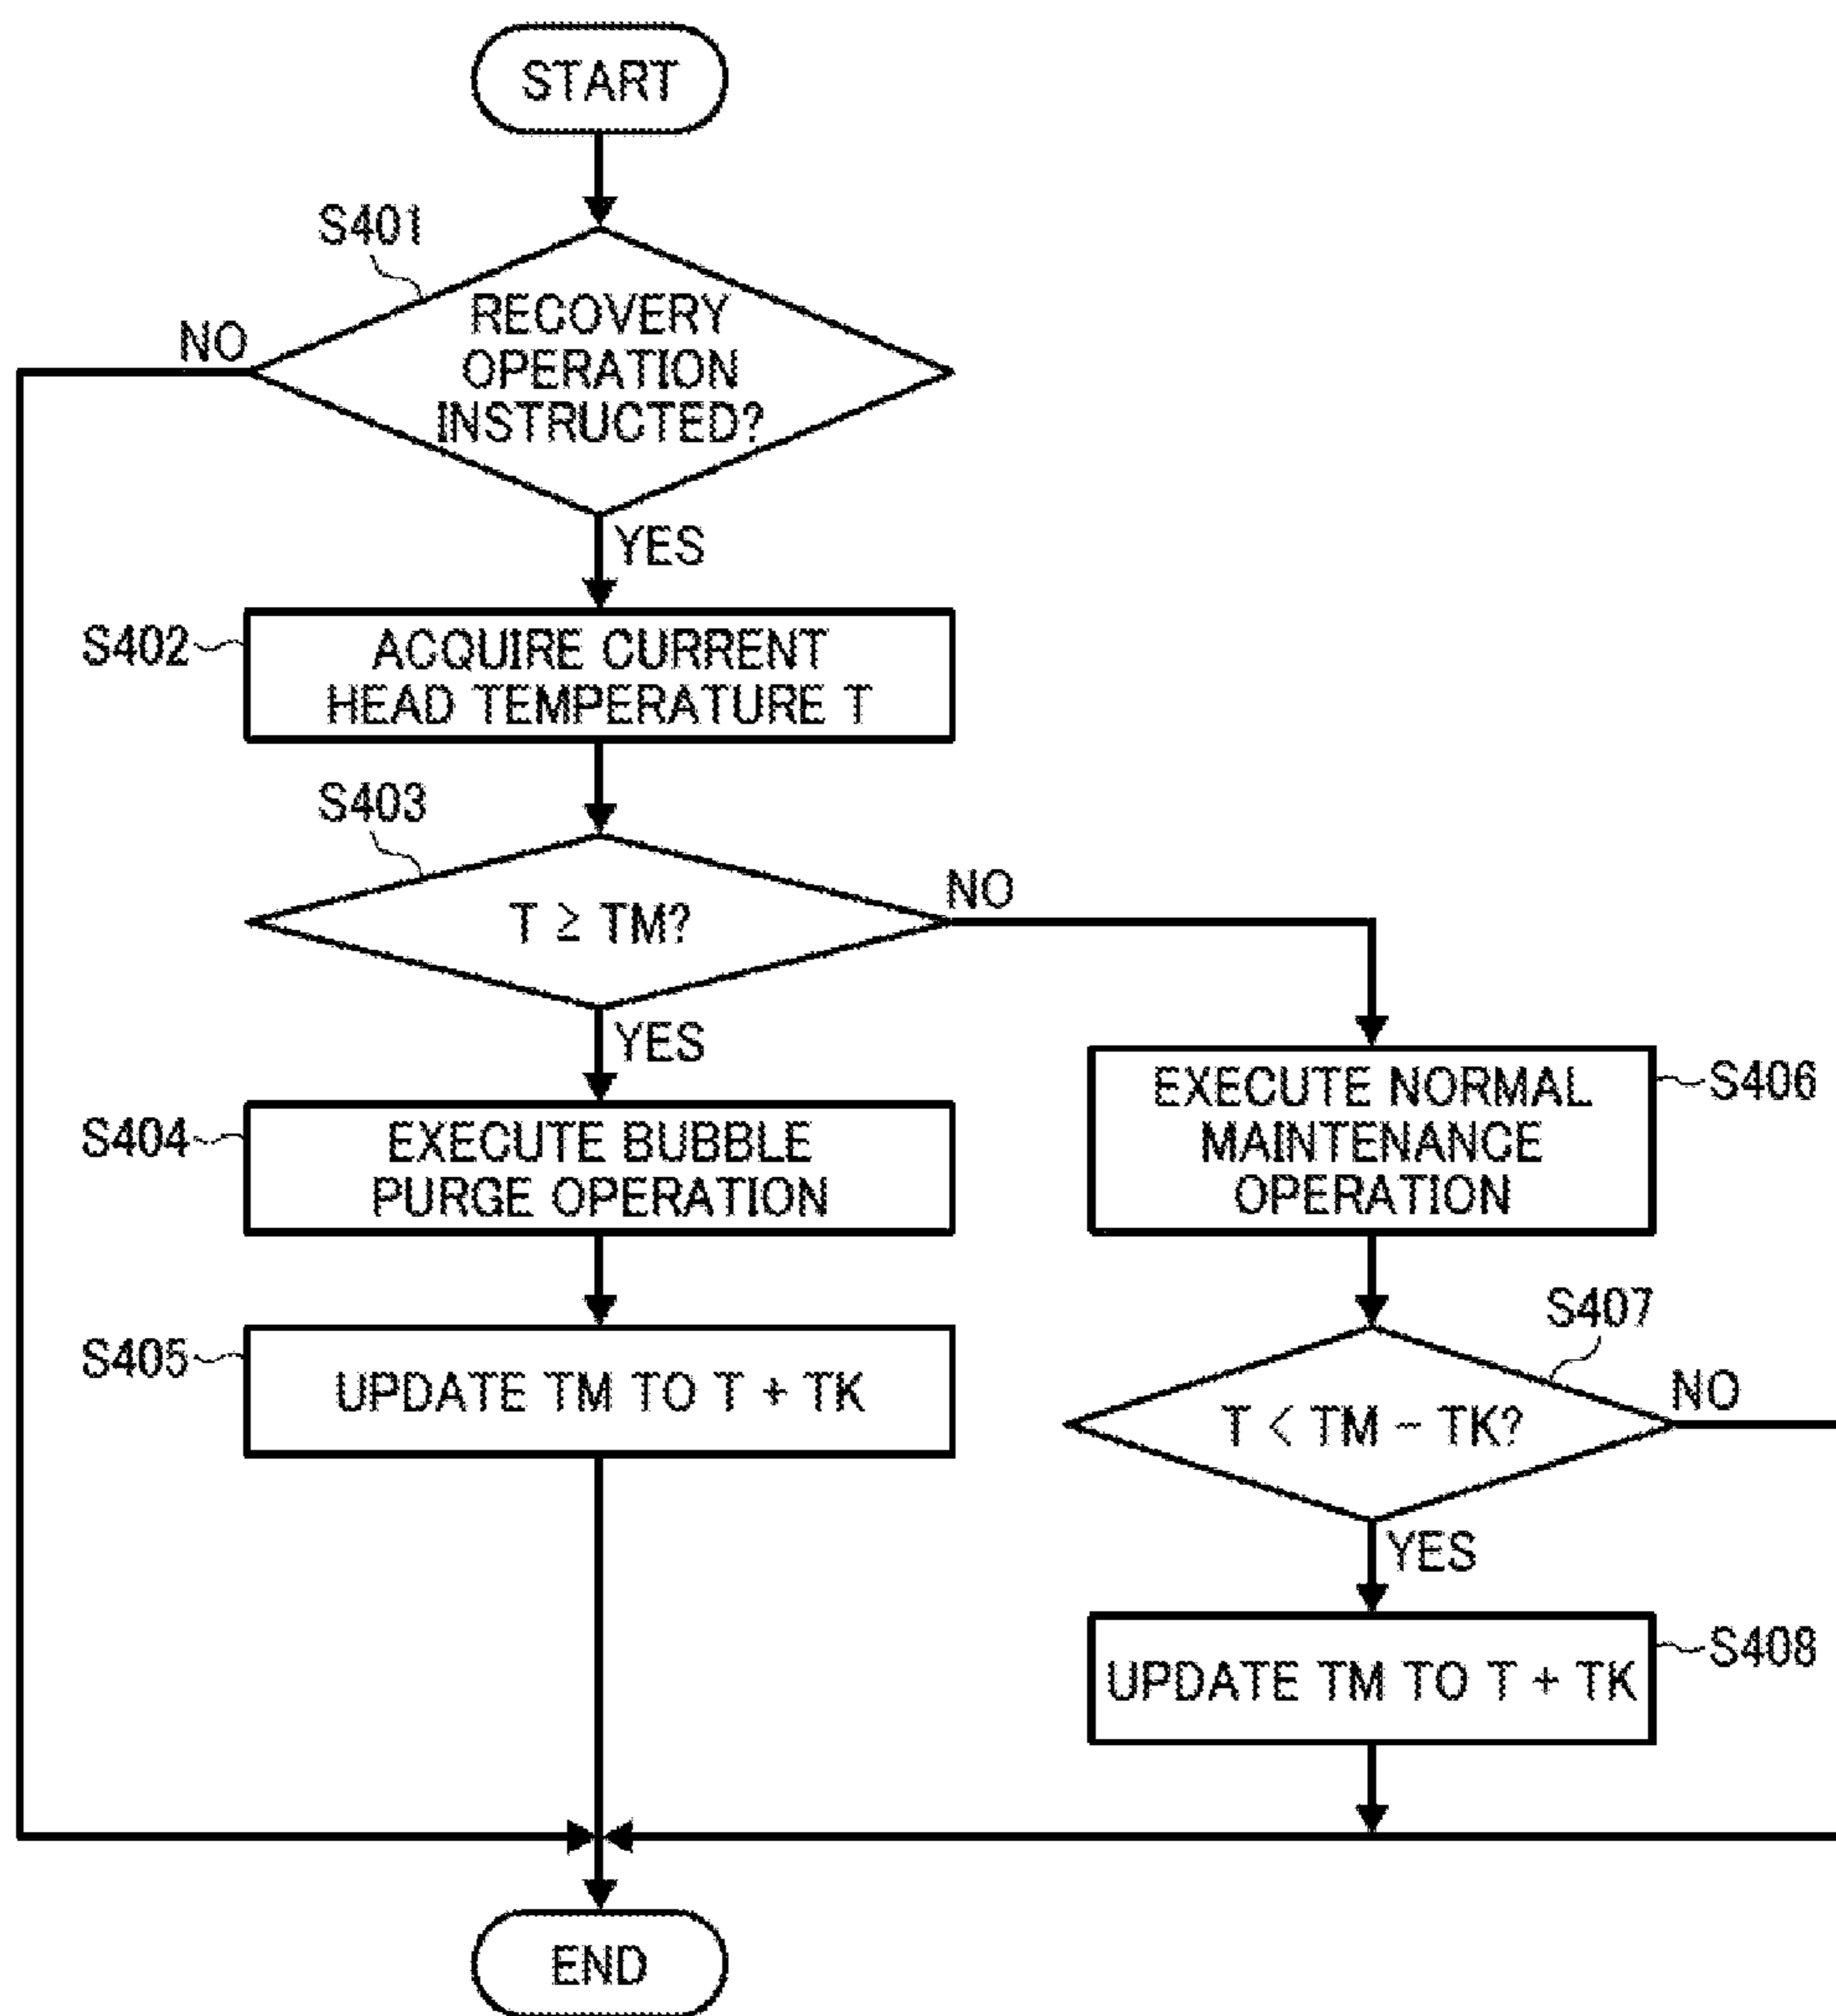 START
S401
RECOVERY
OPERATION
INSTRUCTED?
NO
YES
S402
ACQUIRE CURRENT
HEAD TEMPERATURE T
S403
T ≥ TM?
NO
YES
S404
EXECUTE BUBBLE
PURGE OPERATION
S405
UPDATE TM TO T + TK
EXECUTE NORMAL
MAINTENANCE
OPERATION
S406
S407
T < TM - TK?
NO
YES
UPDATE TM TO T + TK
S408
END